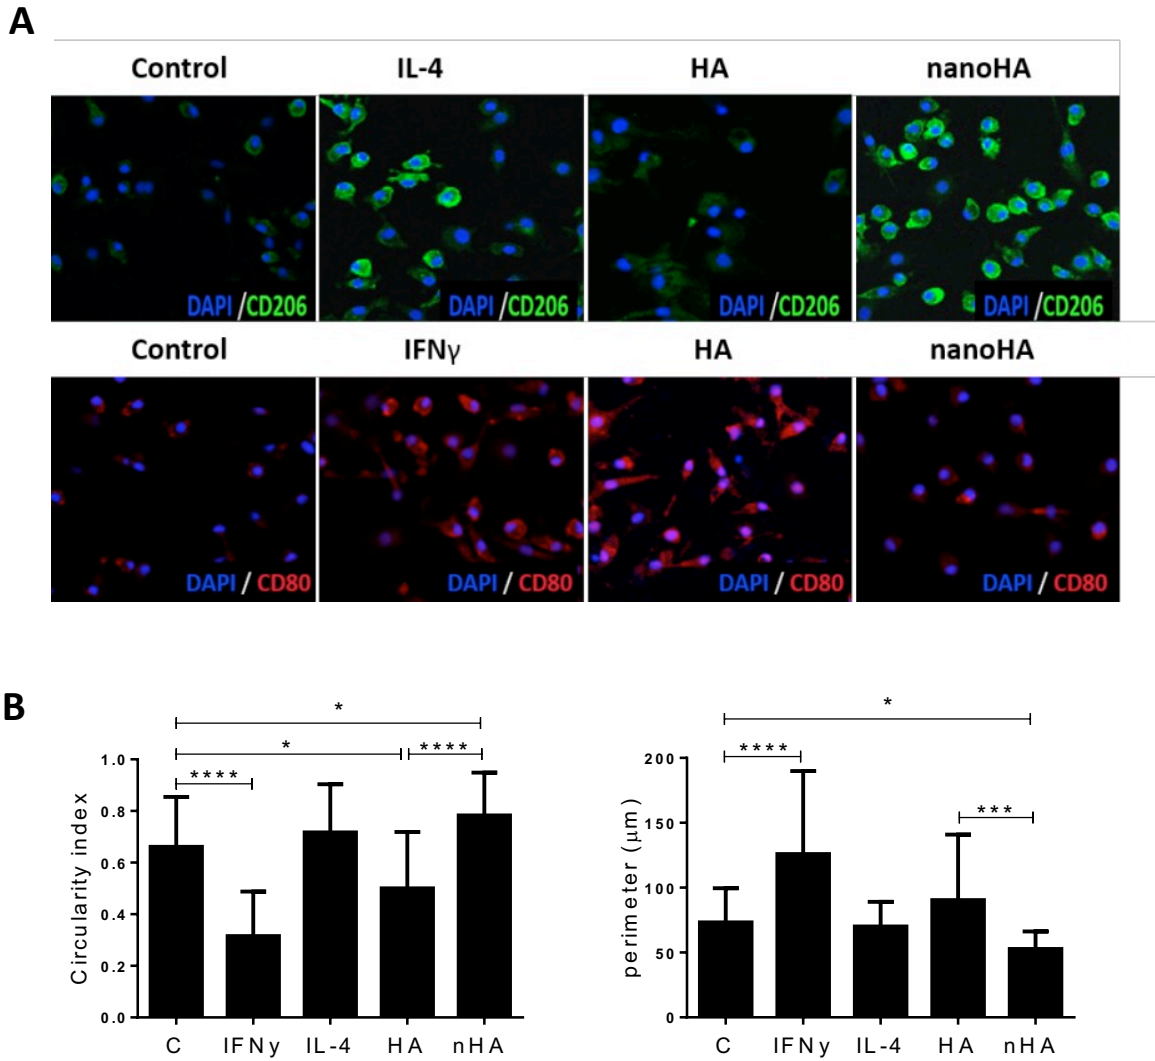 A
Control IL-4 HA nanoHA
DAPI /CD206 DAPI /CD206 DAPI /CD206 DAPI /CD206
Control IFNγ HA nanoHA
DAPI / CD80 DAPI / CD80 DAPI / CD80 DAPI / CD80
B
*
* ****
****
1.0
0.8
0.6
0.4
0.2
0.0
Circularity index
C IFNy IL-4 HA nHA
*
****
***
200
150
100
50
0
perimeter (µm)
C IFNy IL-4 HA nHA